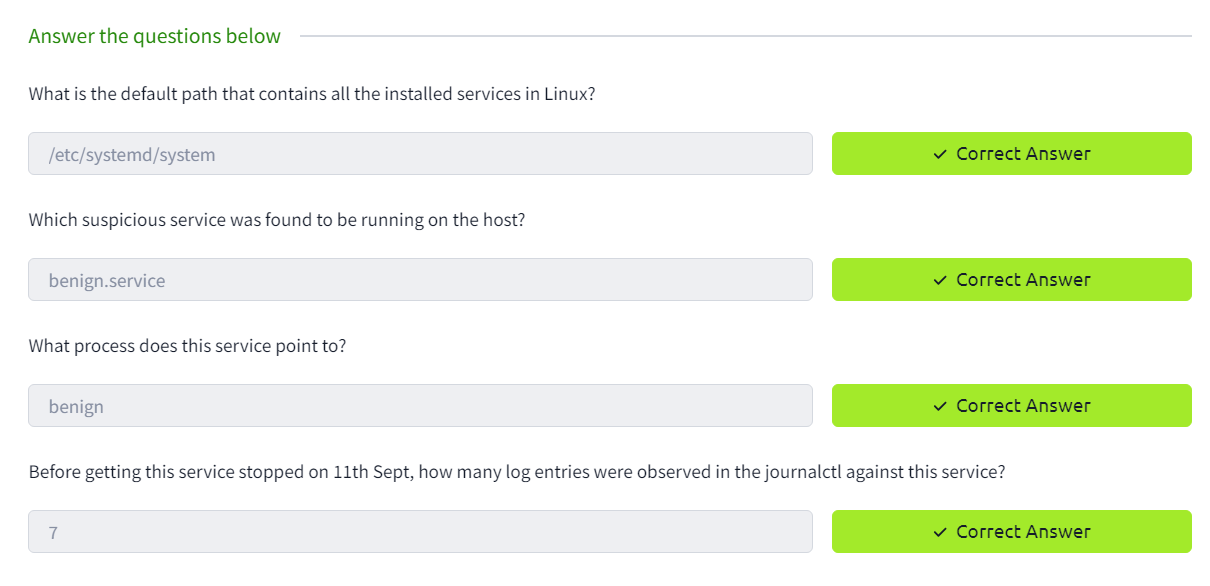 Answer the questions below
What is the default path that contains all the installed services in Linux?
/etc/systemd/system
Correct Answer
Which suspicious service was found to be running on the host?
benign.service
Correct Answer
What process does this service point to?
benign
Correct Answer
Before getting this service stopped on 11th Sept, how many log entries were observed in the journalctl against this service?
7
Correct Answer